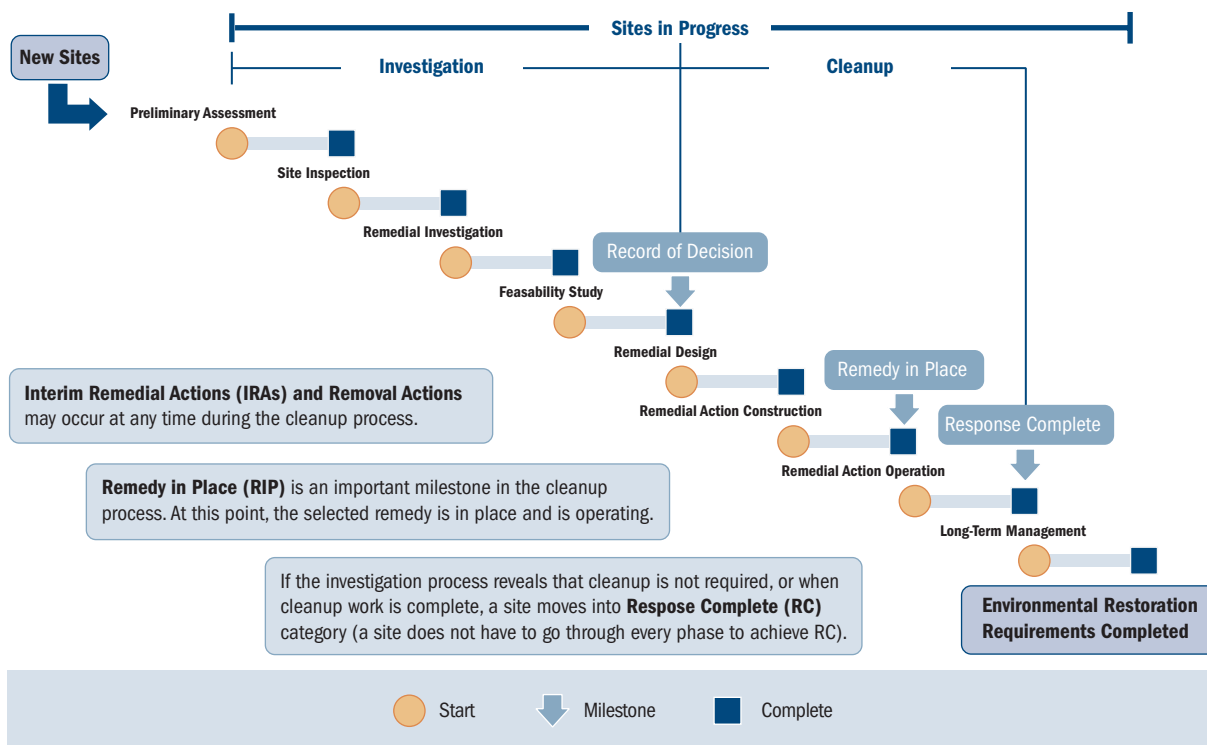 Sites in Progress
New Sites
Investigation
Cleanup
Preliminary Assessment
Site Inspection
Remedial Investigation
Record of Decision
Feasability Study
Remedial Design
Remedy in Place
Remedial Action Construction
Response Complete
Remedial Action Operation
Long-Term Management
Interim Remedial Actions (IRAs) and Removal Actions
may occur at any time during the cleanup process.
Remedy in Place (RIP) is an important milestone in the cleanup
process. At this point, the selected remedy is in place and is operating.
If the investigation process reveals that cleanup is not required, or when
cleanup work is complete, a site moves into Respose Complete (RC)
category (a site does not have to go through every phase to achieve RC).
Environmental Restoration
Requirements Completed
Start
Milestone
Complete